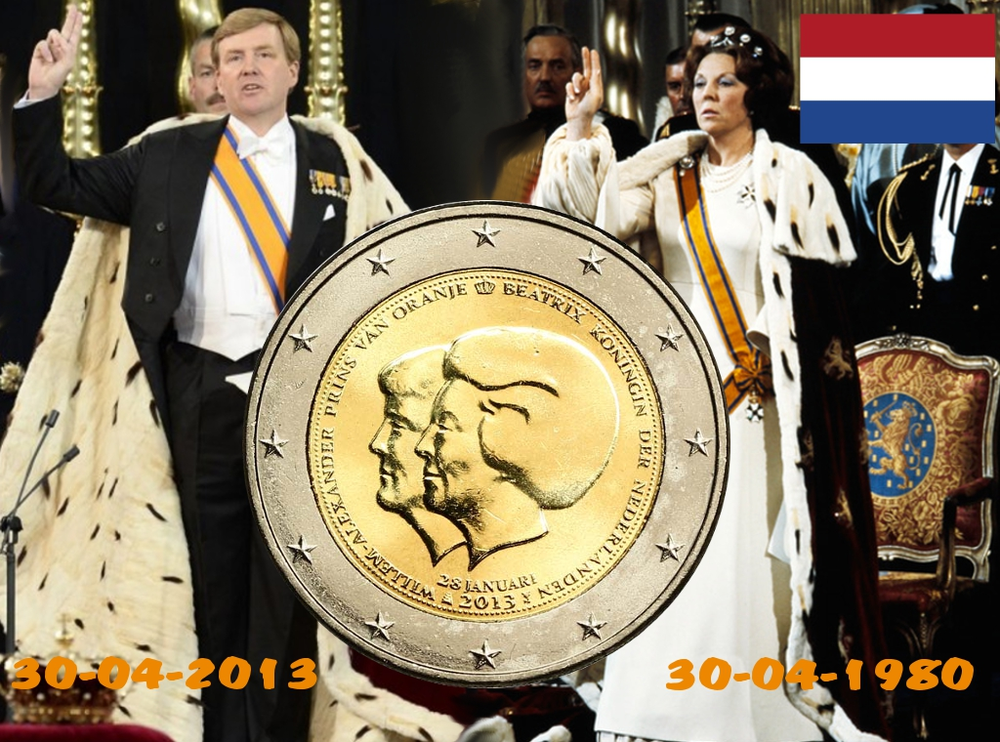 WILLEM-ALEXANDER PRINS VAN ORANJE BEATRIX KONINGIN DER NEDERLANDEN
28 JANUARI
2013
30-04-2013
30-04-1980